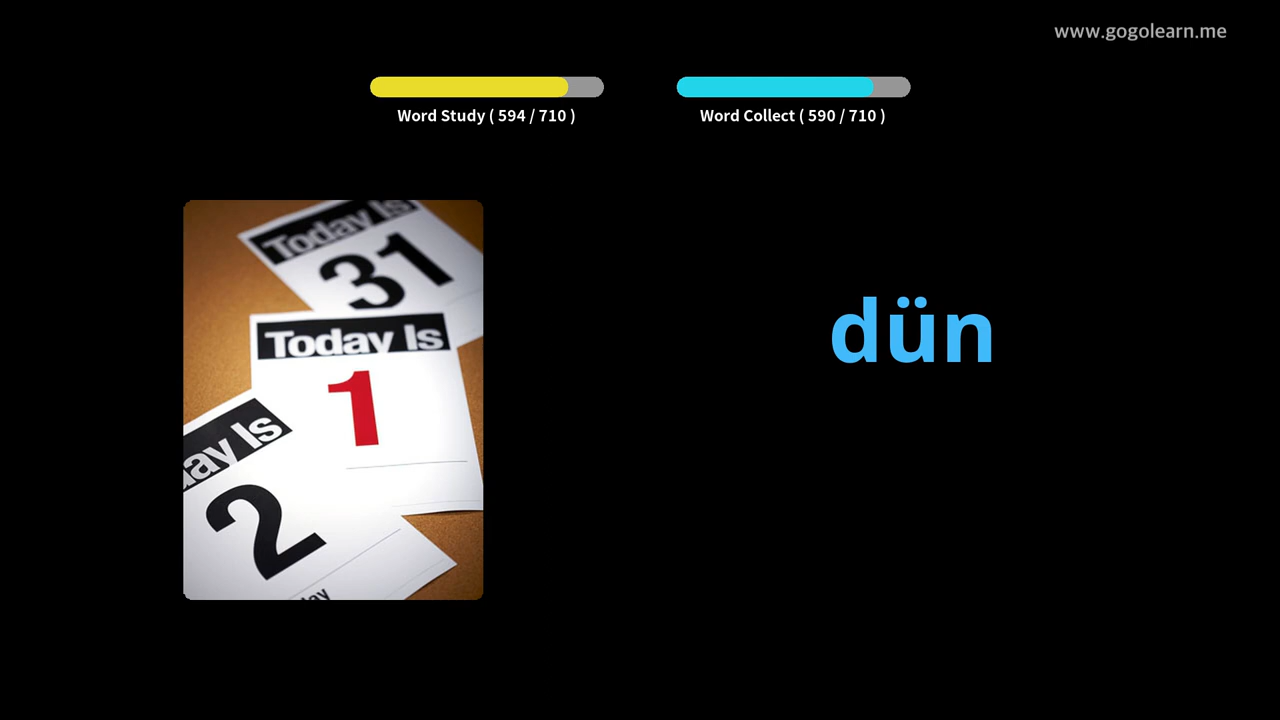 www.gogolearn.me
Word Study ( 594 / 710 )
Word Collect ( 590 / 710 )
Today Is
31
Today Is
1
ay Is
2
ay
dün